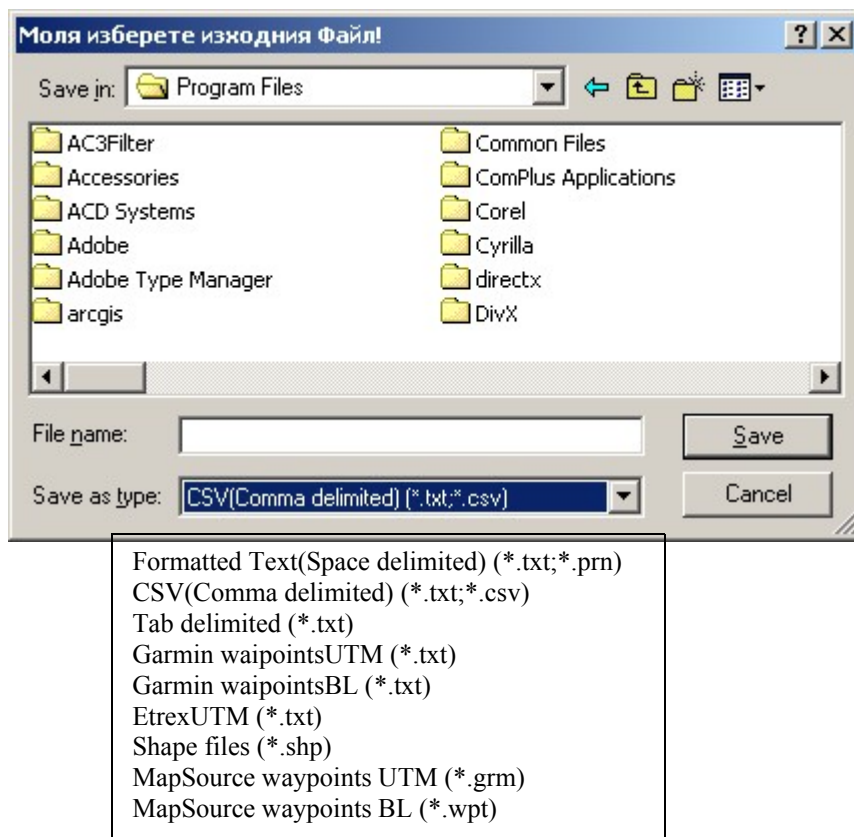 Моля изберете изходния Файл!
Save in: Program Files
AC3Filter
Accessories
ACD Systems
Adobe
Adobe Type Manager
arcgis
Common Files
ComPlus Applications
Corel
Cyrilla
directx
DivX
File name:
Save
Save as type: CSV(Comma delimited) (*.txt;*.csv)
Cancel
Formatted Text(Space delimited) (*.txt;*.prn)
CSV(Comma delimited) (*.txt;*.csv)
Tab delimited (*.txt)
Garmin waipointsUTM (*.txt)
Garmin waipointsBL (*.txt)
EtrexUTM (*.txt)
Shape files (*.shp)
MapSource waypoints UTM (*.grm)
MapSource waypoints BL (*.wpt)